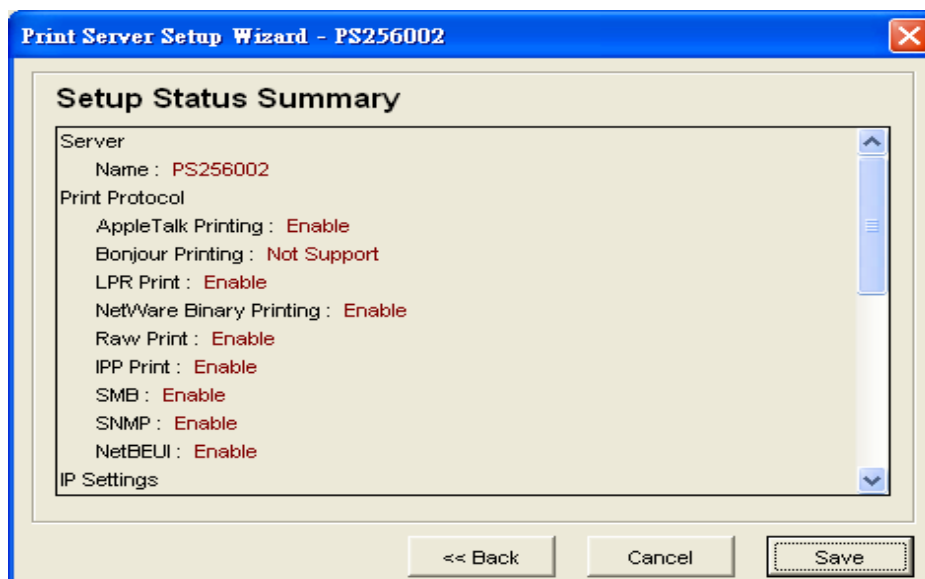 Print Server Setup Wizard - PS256002
Setup Status Summary
Server
Name : PS256002
Print Protocol
AppleTalk Printing : Enable
Bonjour Printing : Not Support
LPR Print : Enable
NetWare Binary Printing : Enable
Raw Print : Enable
IPP Print : Enable
SMB : Enable
SNMP : Enable
NetBEUI : Enable
IP Settings
<< Back Cancel Save